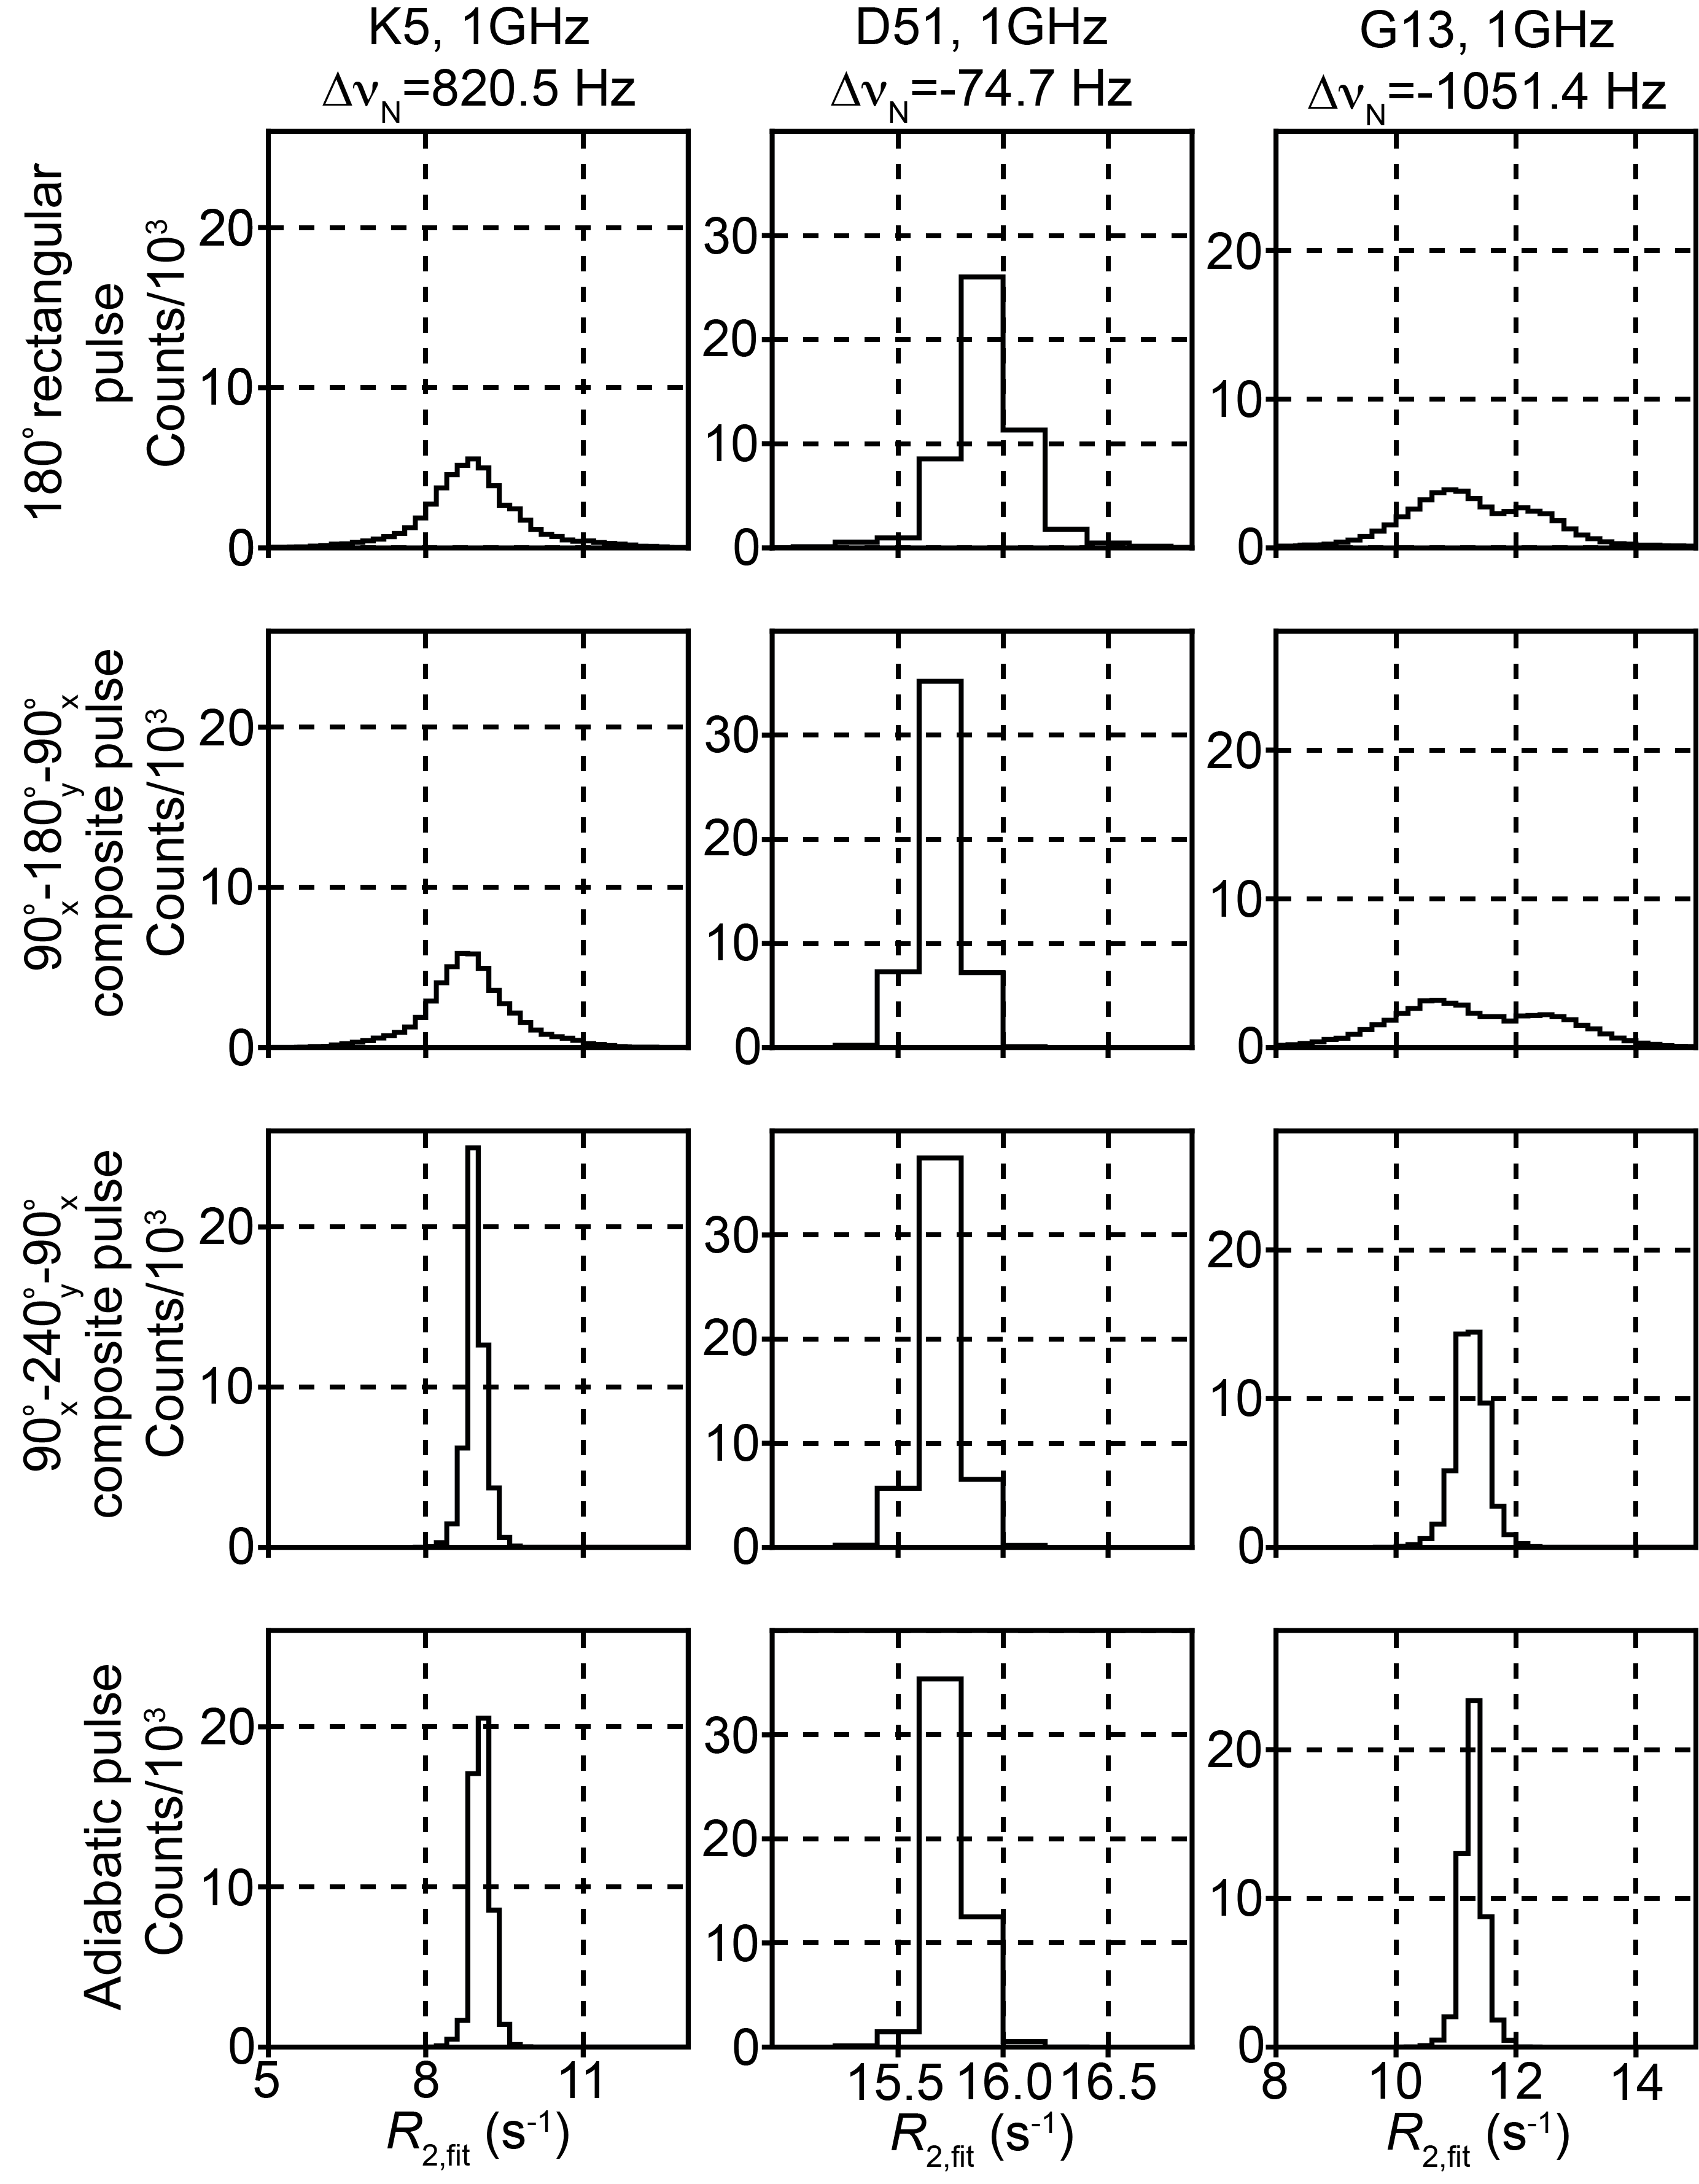 K5, 1GHz
ΔνN=820.5 Hz
D51, 1GHz
ΔνN=-74.7 Hz
G13, 1GHz
ΔνN=-1051.4 Hz
180° rectangular
pulse
Counts/10³
20
10
0
30
20
10
0
20
10
0
90°x-180°y-90°x
composite pulse
Counts/10³
20
10
0
30
20
10
0
20
10
0
90°x-240°y-90°x
composite pulse
Counts/10³
20
10
0
30
20
10
0
20
10
0
Adiabatic pulse
Counts/10³
20
10
0
30
20
10
0
20
10
0
5 8 11
15.5 16.0 16.5
8 10 12 14
R2,fit (s-1)
R2,fit (s-1)
R2,fit (s-1)